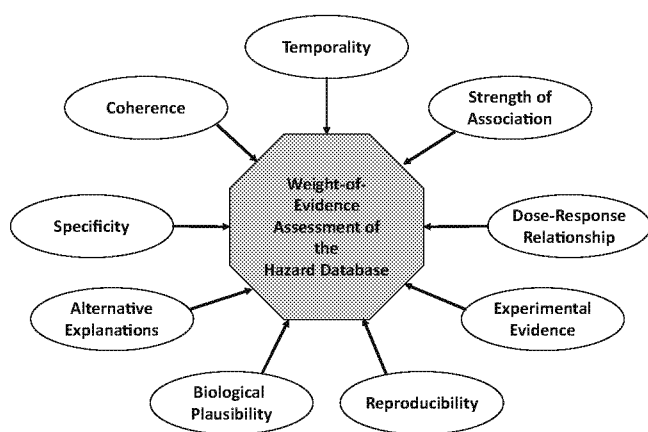 Temporality
Coherence
Strength of
Association
Weight-of-
Evidence
Assessment of
the
Hazard Database
Specificity
Dose-Response
Relationship
Alternative
Explanations
Experimental
Evidence
Biological
Plausibility
Reproducibility